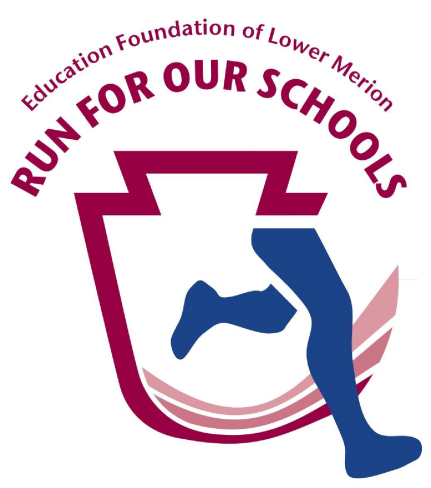 Education Foundation of Lower Merion
RUN FOR OUR SCHOOLS